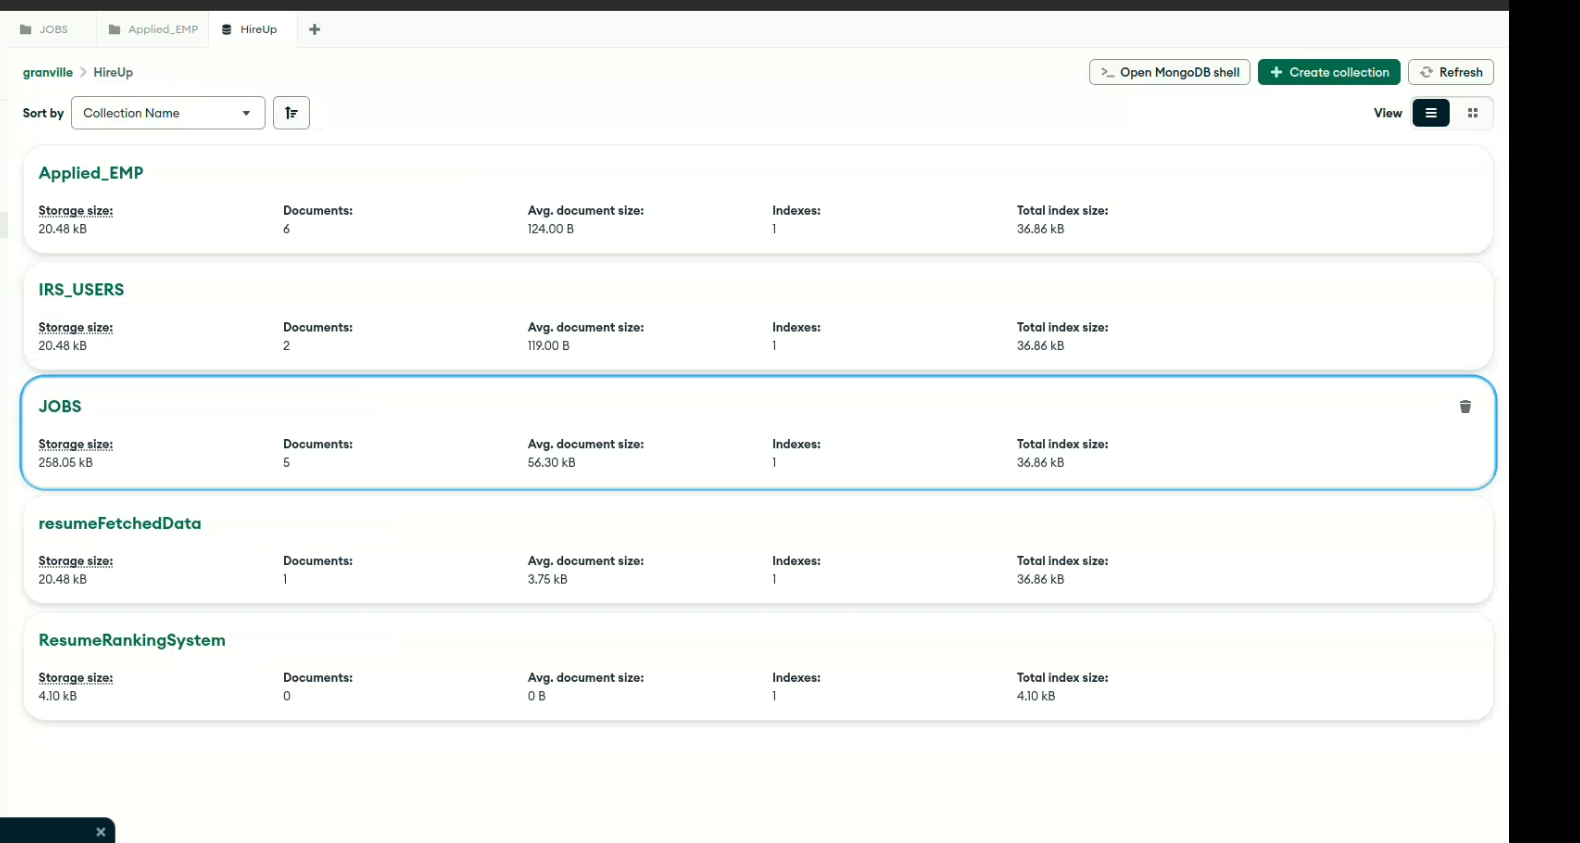 JOBS Applied_EMP HireUp
granville HireUp
>_ Open MongoDB shell + Create collection Refresh
Sort by Collection Name View
Applied_EMP
Storage size: Documents: Avg. document size: Indexes: Total index size:
20.48 kB 6 124.00 B 1 36.86 kB
IRS_USERS
Storage size: Documents: Avg. document size: Indexes: Total index size:
20.48 kB 2 119.00 B 1 36.86 kB
JOBS
Storage size: Documents: Avg. document size: Indexes: Total index size:
258.05 kB 5 56.30 kB 1 36.86 kB
resumeFetchedData
Storage size: Documents: Avg. document size: Indexes: Total index size:
20.48 kB 1 3.75 kB 1 36.86 kB
ResumeRankingSystem
Storage size: Documents: Avg. document size: Indexes: Total index size:
4.10 kB 0 0 B 1 4.10 kB